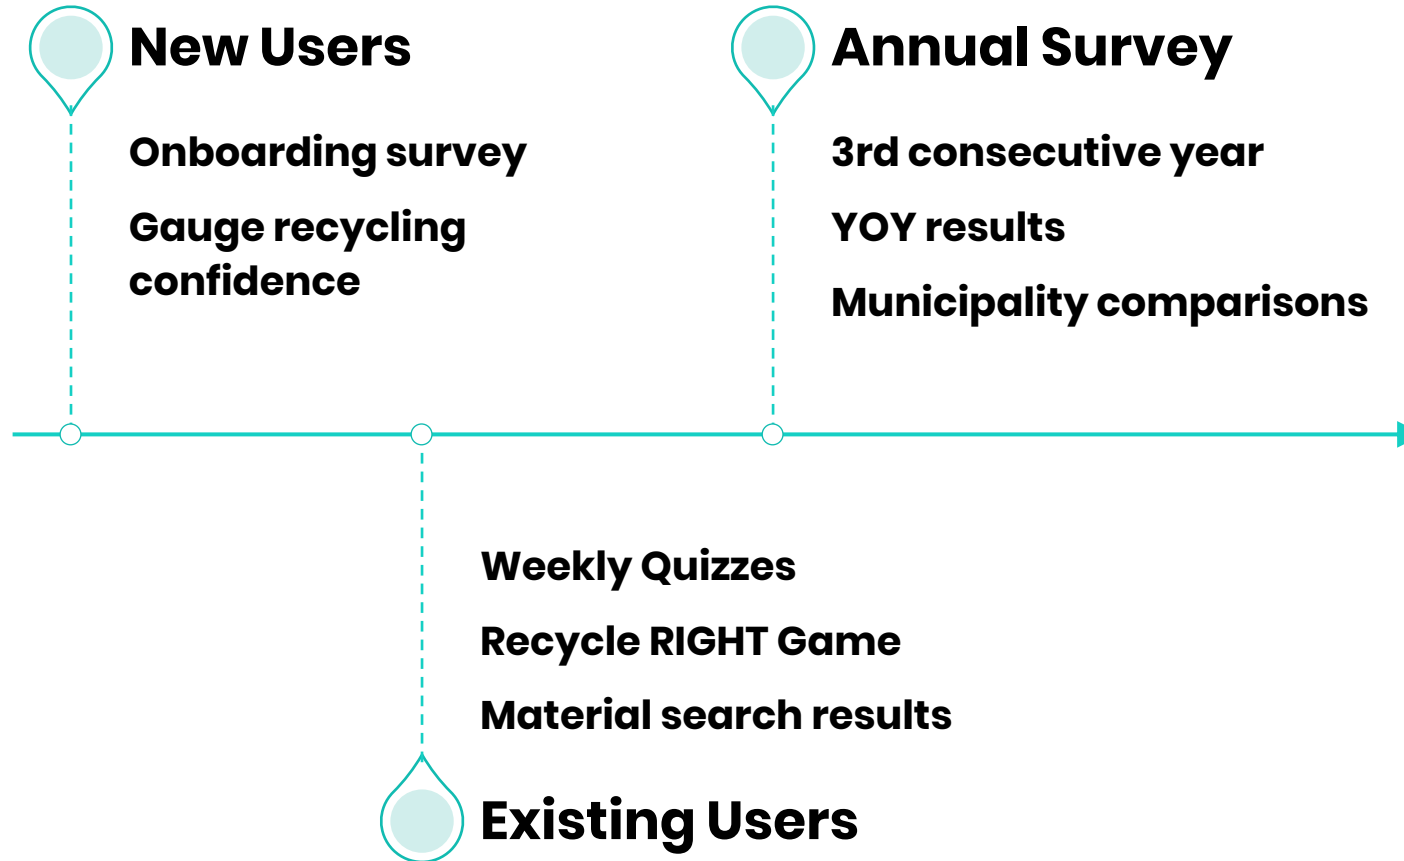 New Users
Onboarding survey
Gauge recycling
confidence
Annual Survey
3rd consecutive year
YOY results
Municipality comparisons
Weekly Quizzes
Recycle RIGHT Game
Material search results
Existing Users